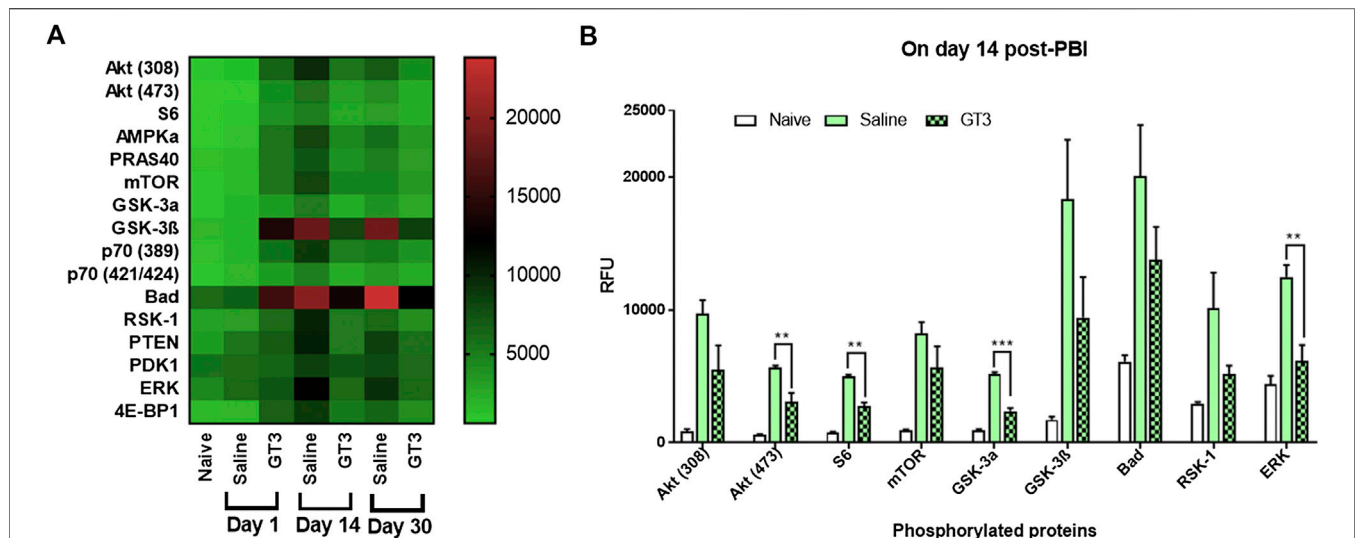 A
Akt (308)
Akt (473)
S6
AMPKa
PRAS40
mTOR
GSK-3a
GSK-3ß
p70 (389)
p70 (421/424)
Bad
RSK-1
PTEN
PDK1
ERK
4E-BP1
20000
15000
10000
5000
Naive
Saline
GT3
Saline
GT3
Saline
GT3
Day 1
Day 14
Day 30
B
On day 14 post-PBI
Naive
Saline
GT3
RFU
25000
20000
10000
0
**
**
***
**
Akt (308)
Akt (473)
S6
mTOR
GSK-3a
GSK-3ß
Bad
RSK-1
ERK
Phosphorylated proteins